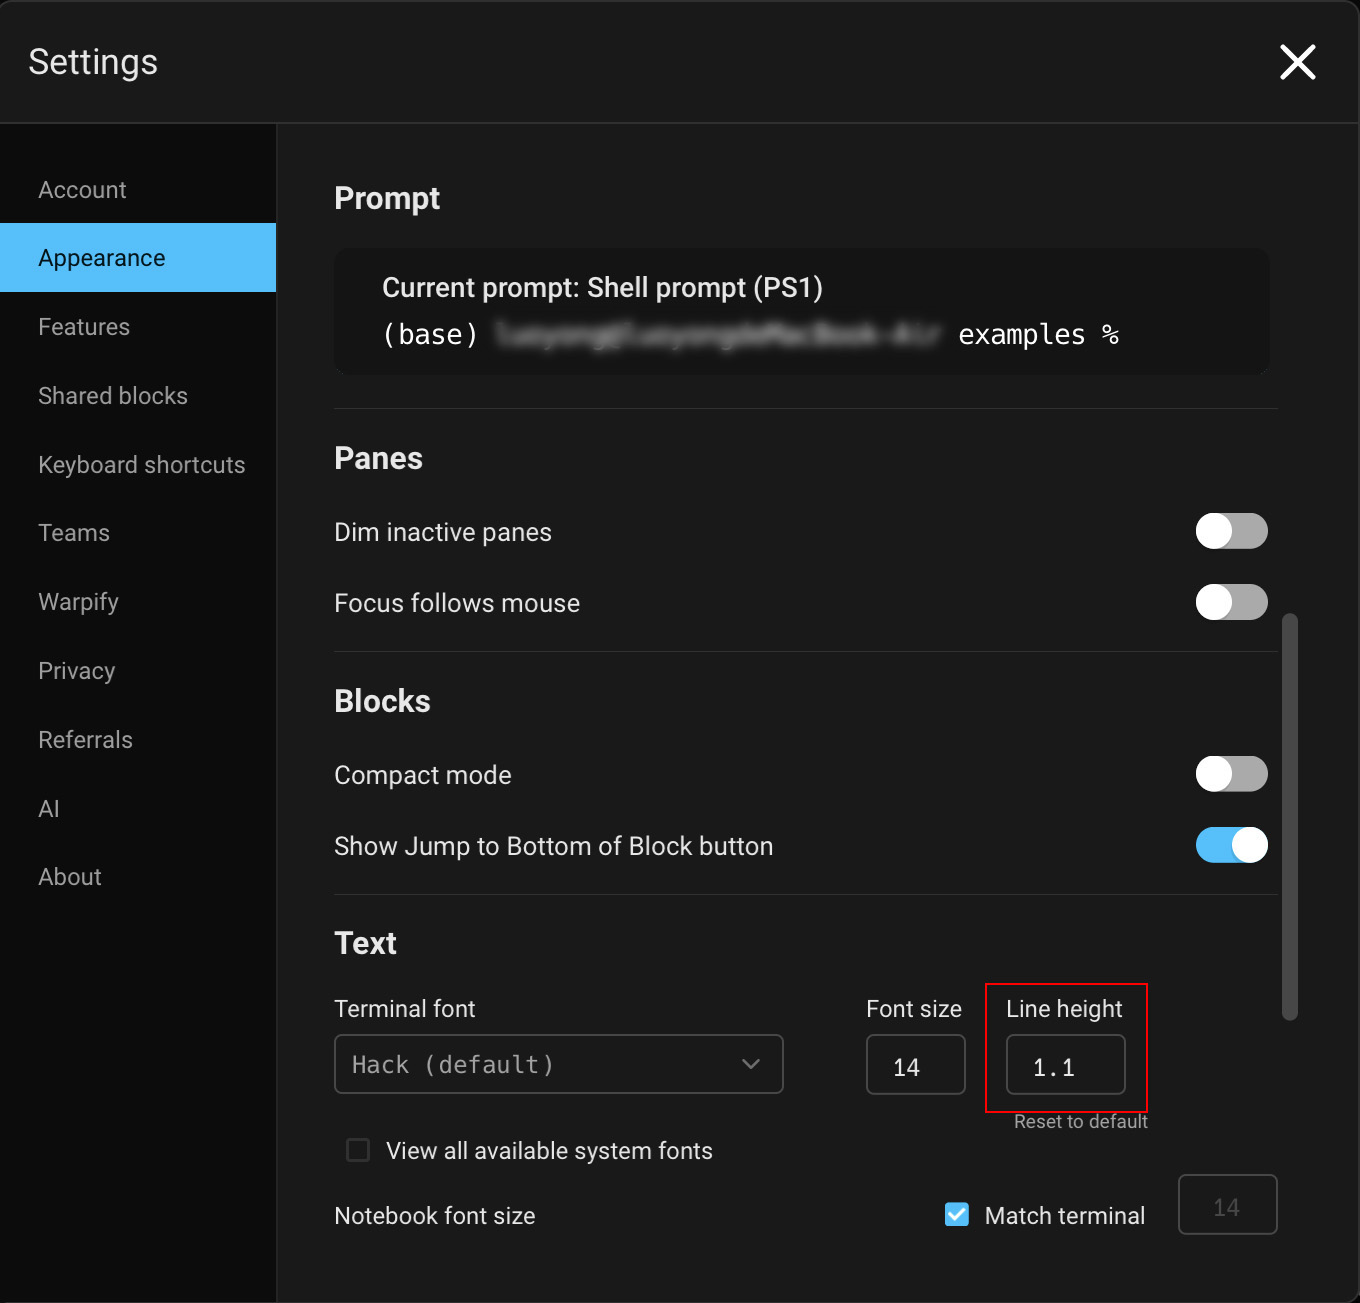 Settings
Account
Appearance
Features
Shared blocks
Keyboard shortcuts
Teams
Warpify
Privacy
Referrals
AI
About
Prompt
Current prompt: Shell prompt (PS1)
(base) examples %
Panes
Dim inactive panes
Focus follows mouse
Blocks
Compact mode
Show Jump to Bottom of Block button
Text
Terminal font Font size Line height
Hack (default) 14 1.1
Reset to default
View all available system fonts
Notebook font size Match terminal 14